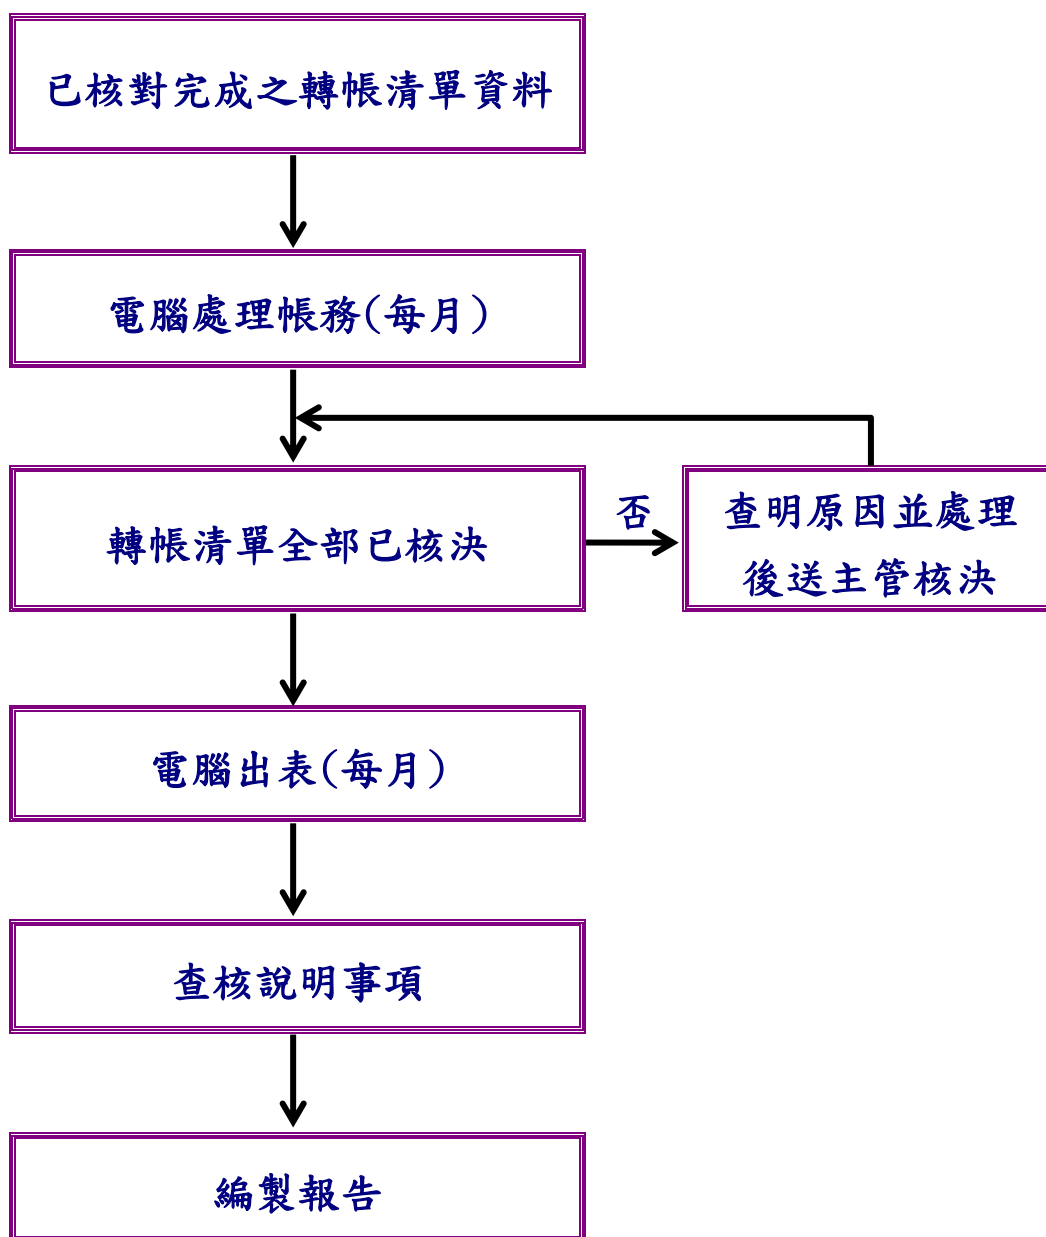 已核對完成之轉帳清單資料
電腦處理帳務(每月)
轉帳清單全部已核決
否
查明原因並處理
後送主管核決
電腦出表(每月)
查核說明事項
編製報告